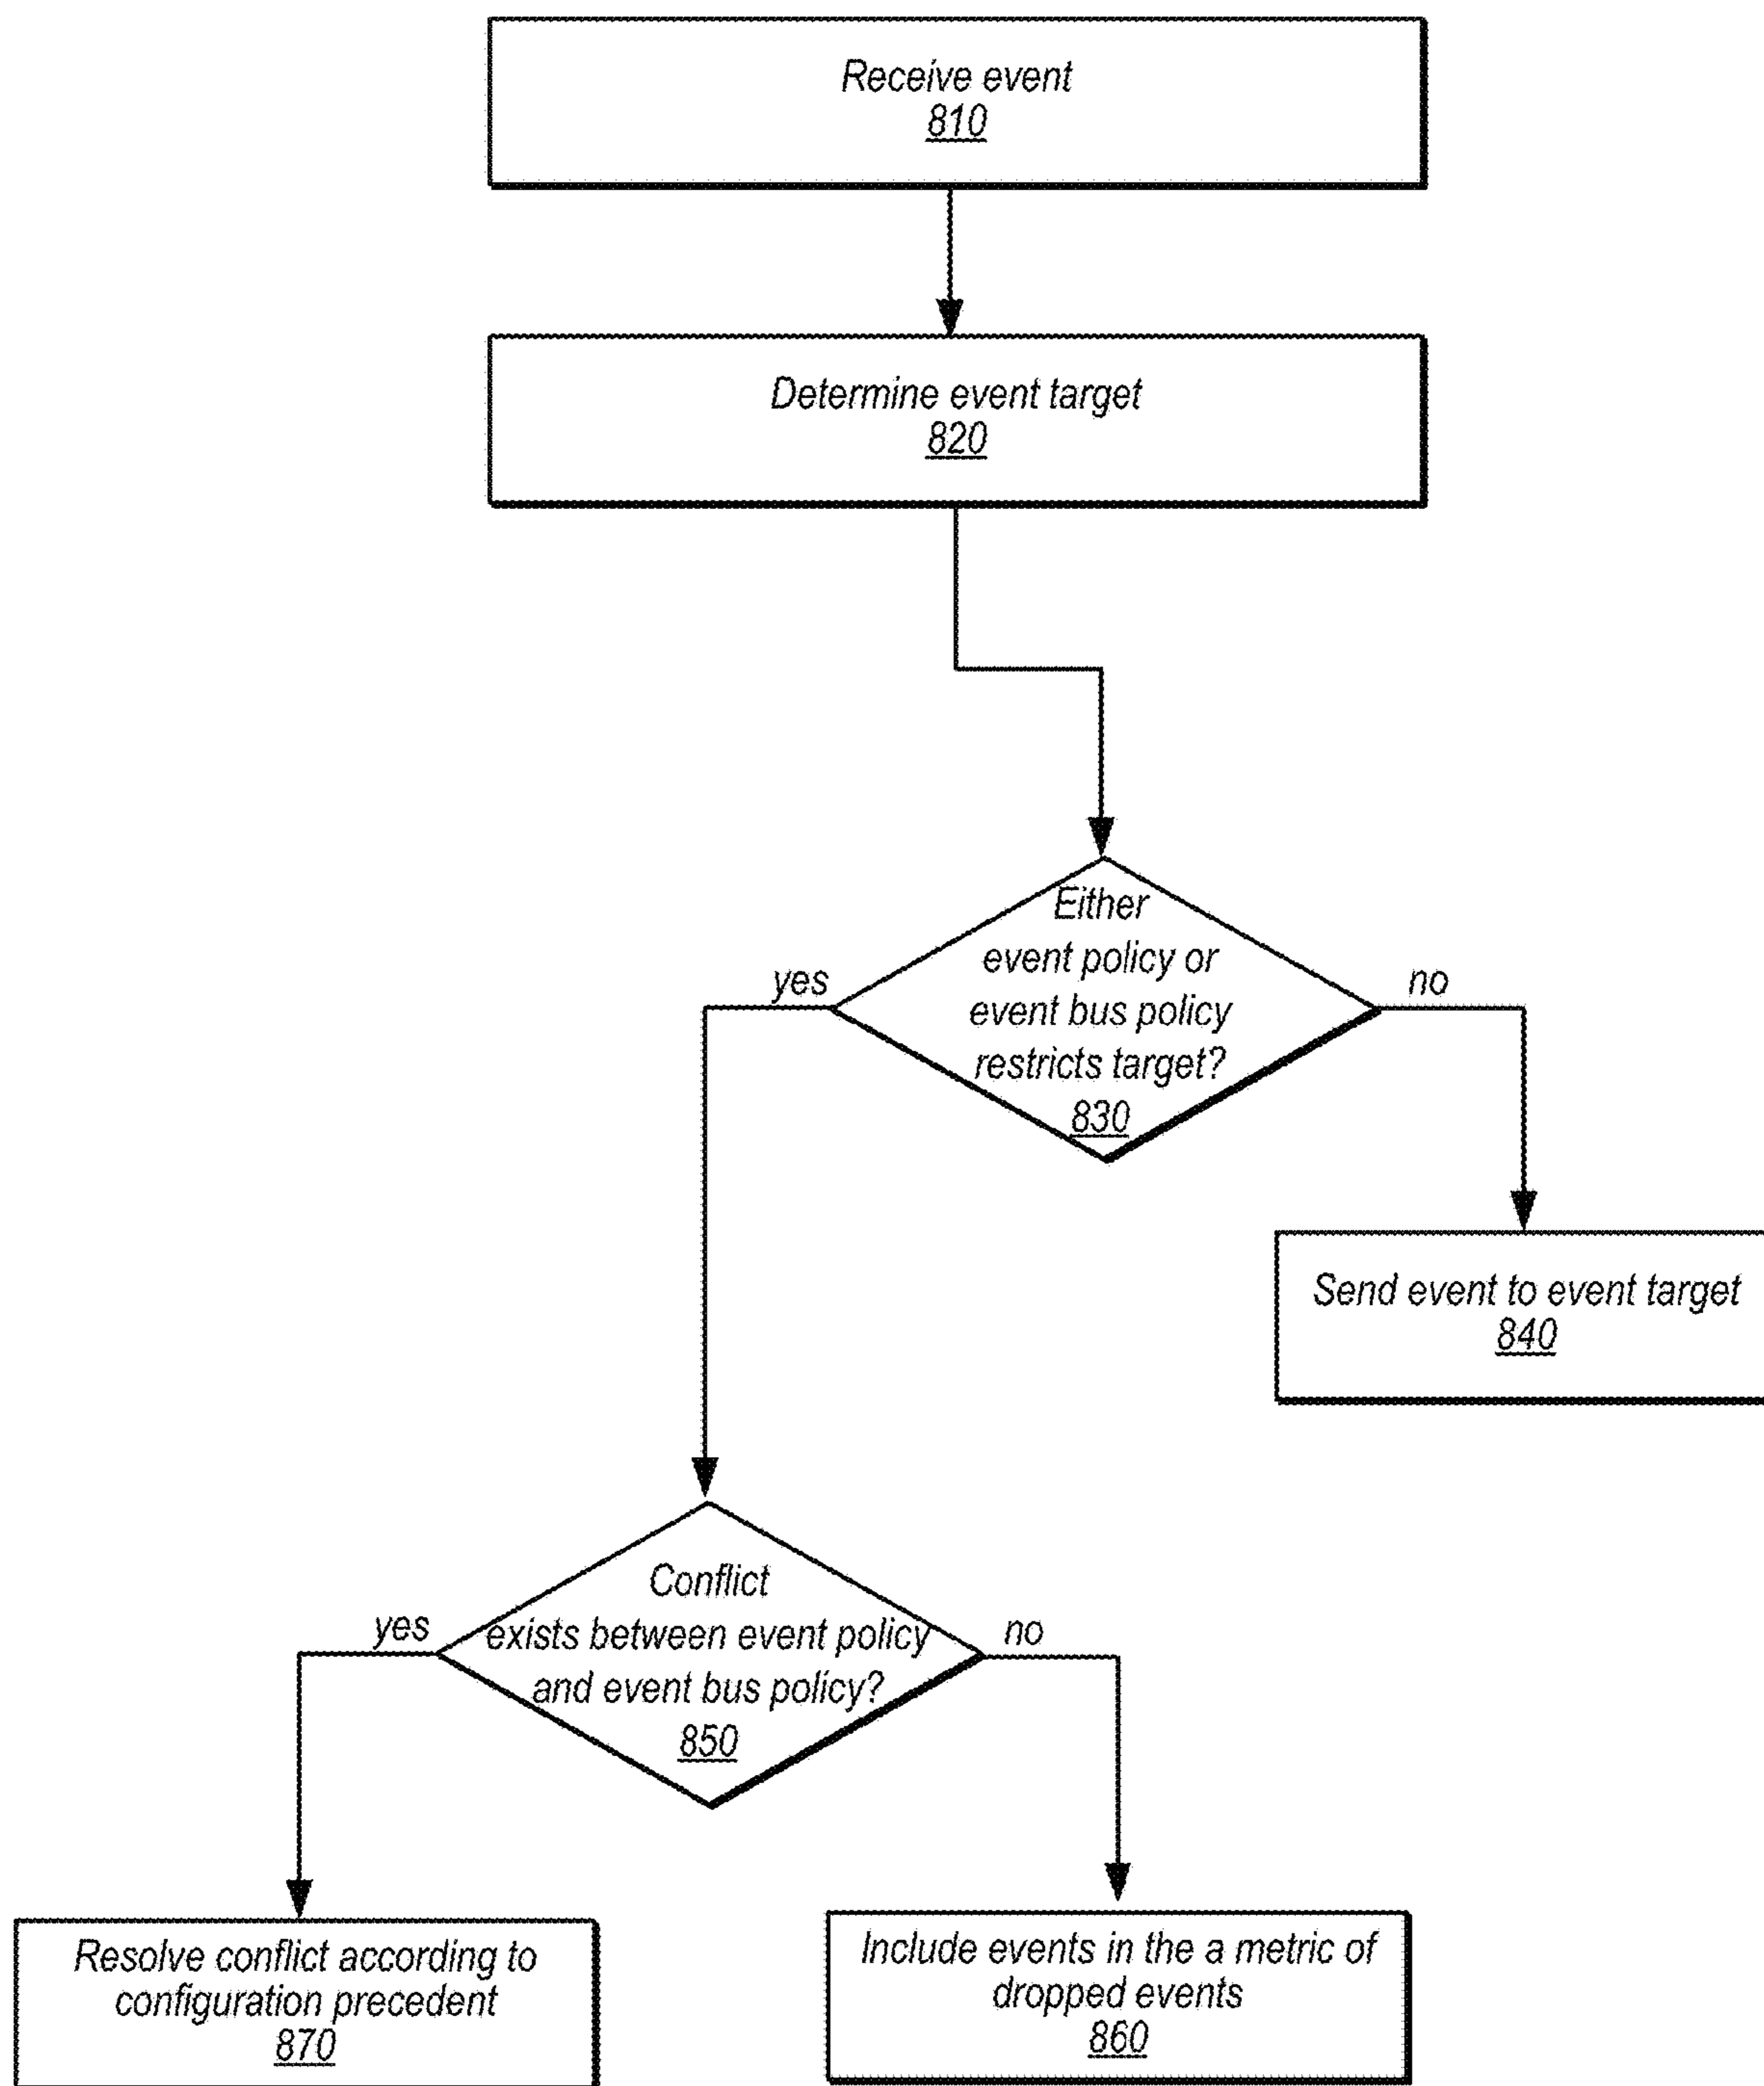 Receive event
810
Determine event target
820
Either
event policy or
event bus policy
restricts target?
830
yes
no
Send event to event target
840
Conflict
exists between event policy
and event bus policy?
850
yes
no
Resolve conflict according to
configuration precedent
870
Include events in the a metric of
dropped events
860